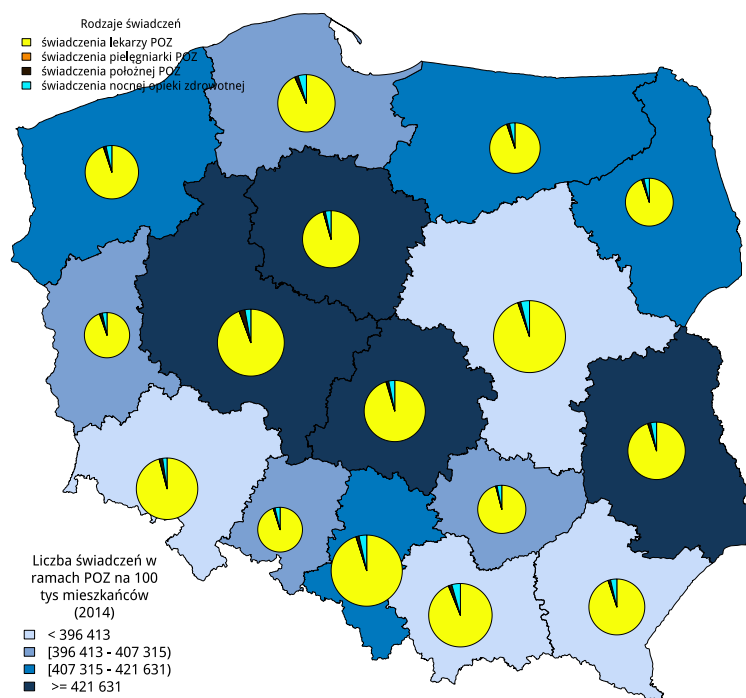 Rodzaje świadczeń
świadczenia lekarzy POZ
świadczenia pielęgniarki POZ
świadczenia położnej POZ
świadczenia nocnej opieki zdrowotnej
Liczba świadczeń w
ramach POZ na 100
tys mieszkańców
(2014)
< 396 413
[396 413 - 407 315)
[407 315 - 421 631)
>= 421 631